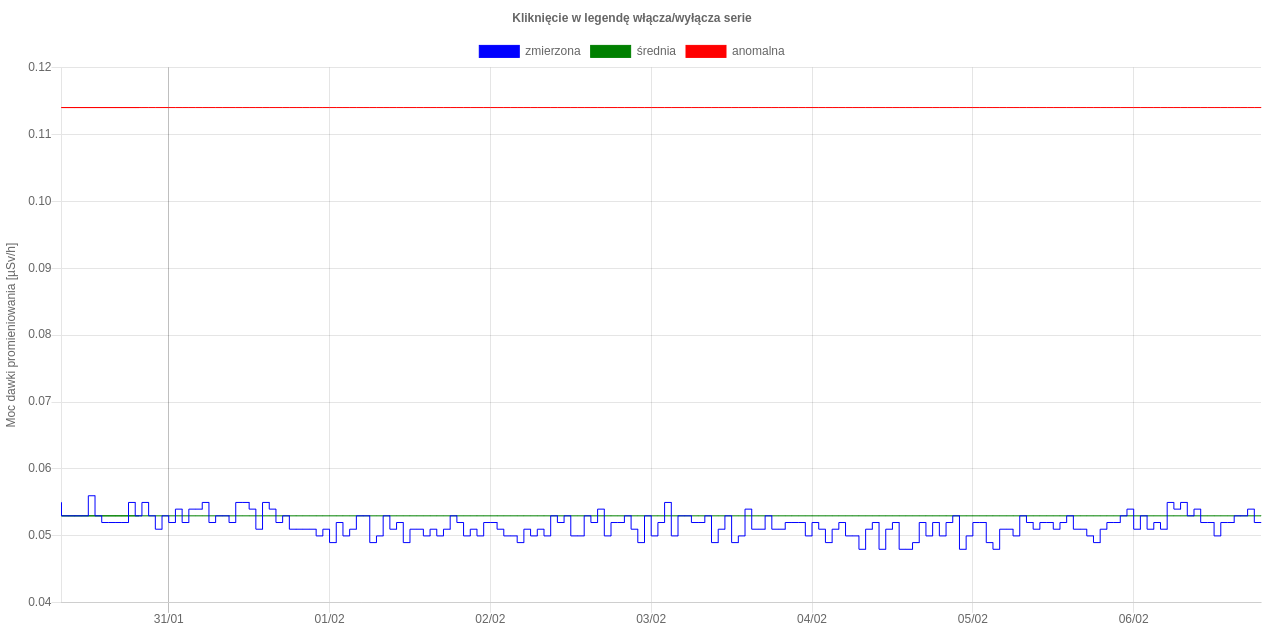 Kliknięcie w legendę włącza/wyłącza serie
zmierzona średnia anomalna
Moc dawki promieniowania [µSv/h]
0.12
0.11
0.10
0.09
0.08
0.07
0.06
0.05
0.04
31/01 01/02 02/02 03/02 04/02 05/02 06/02